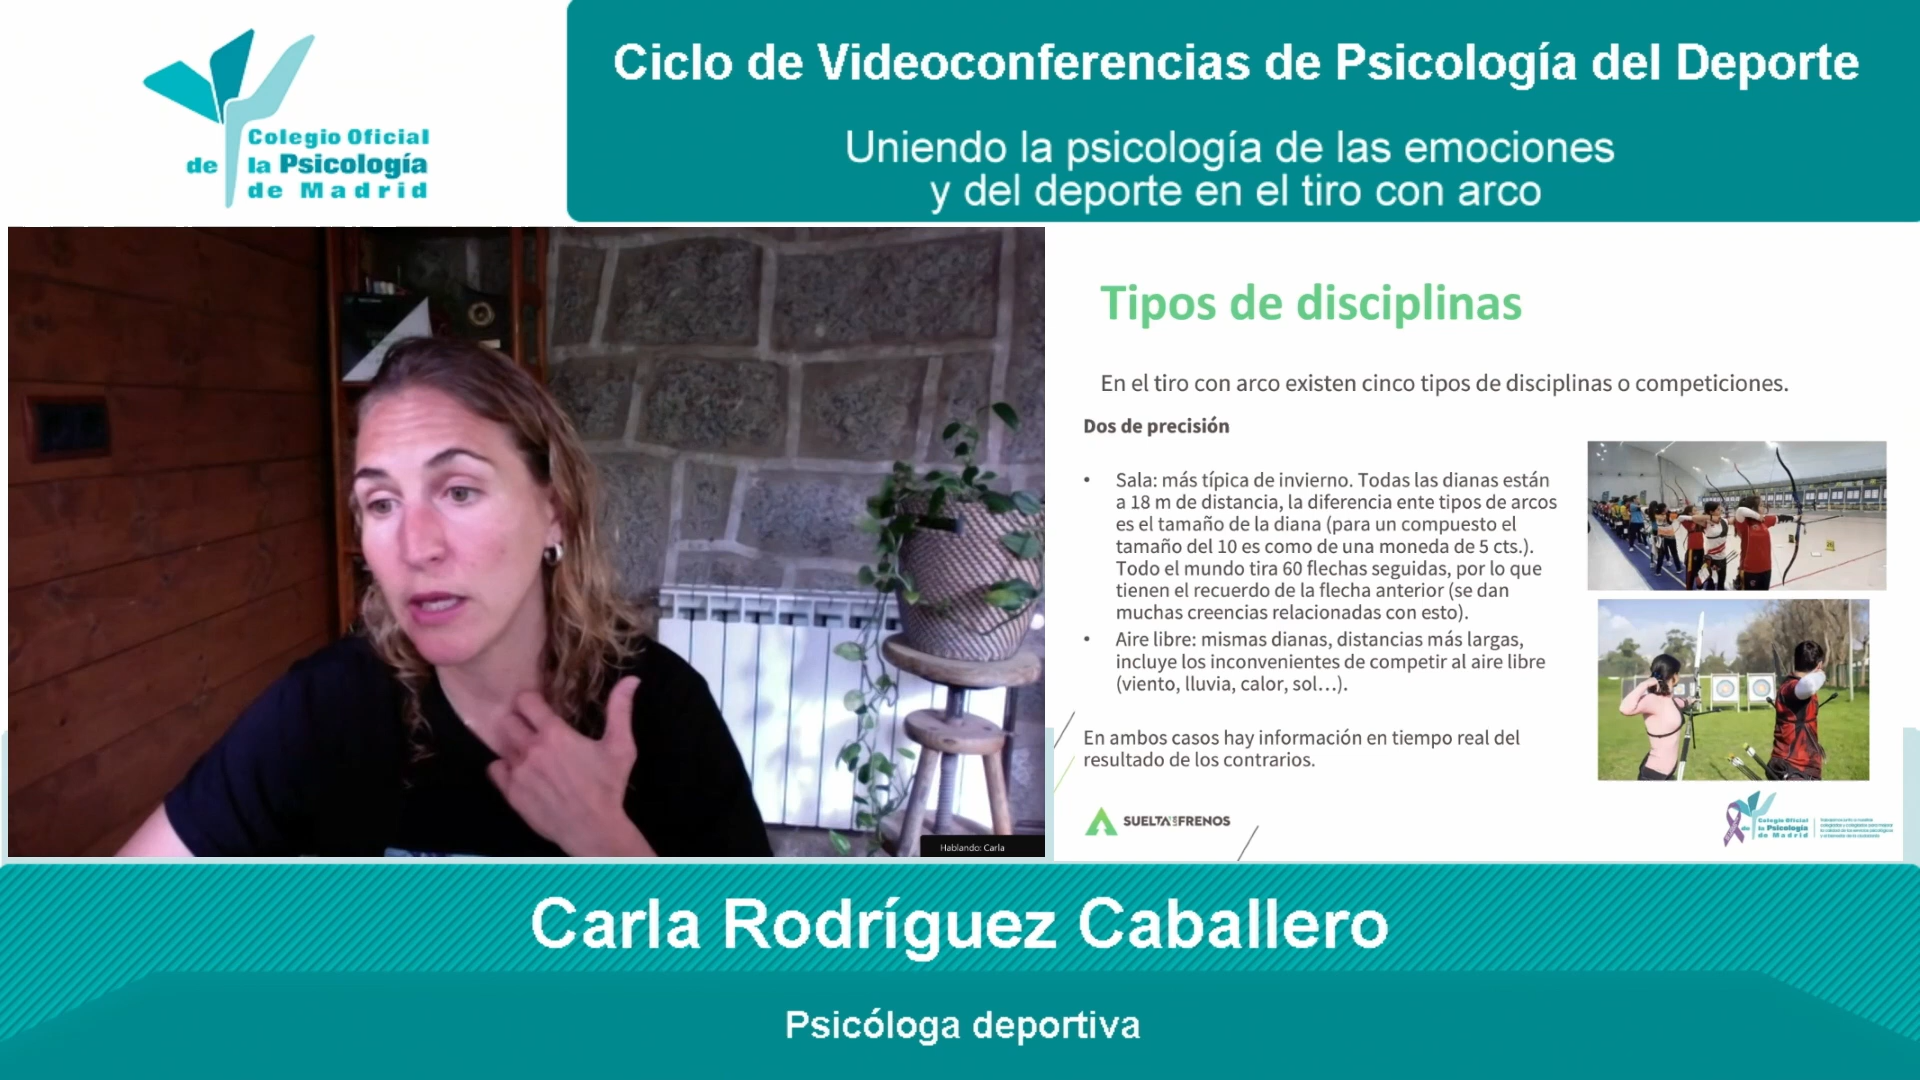 Colegio Oficial
de la Psicología
de Madrid
Ciclo de Videoconferencias de Psicología del Deporte
Uniendo la psicología de las emociones
y del deporte en el tiro con arco
Hablando: Carla
Tipos de disciplinas
En el tiro con arco existen cinco tipos de disciplinas o competiciones.
Dos de precisión
• Sala: más típica de invierno. Todas las dianas están
a 18 m de distancia, la diferencia ente tipos de arcos
es el tamaño de la diana (para un compuesto el
tamaño del 10 es como de una moneda de 5 cts.).
Todo el mundo tira 60 flechas seguidas, por lo que
tienen el recuerdo de la flecha anterior (se dan
muchas creencias relacionadas con esto).
• Aire libre: mismas dianas, distancias más largas,
incluye los inconvenientes de competir al aire libre
(viento, lluvia, calor, sol…).
En ambos casos hay información en tiempo real del
resultado de los contrarios.
SUELTA FRENOS
Colegio Oficial
de la Psicología
de Madrid
Carla Rodríguez Caballero
Psicóloga deportiva